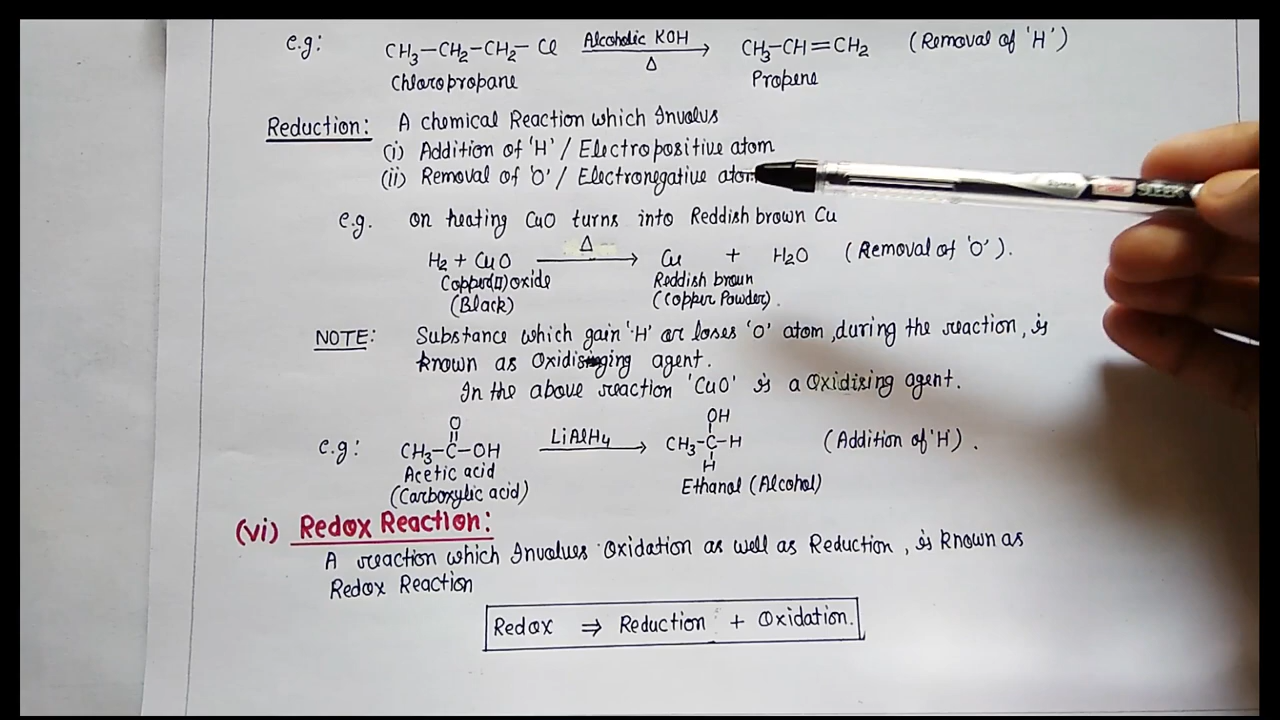 e.g: CH3–CH2–CH2–Cl Alcoholic KOH Δ → CH3–CH=CH2 (Removal of 'H')
Chloropropane Propene
Reduction: A chemical Reaction which Involves
(i) Addition of 'H' / Electropositive atom
(ii) Removal of 'O' / Electronegative atom
e.g. on heating CuO turns into Reddish brown Cu
H2 + CuO Δ → Cu + H2O (Removal of 'O').
Copper(II) oxide Reddish brown
(Black) (Copper Powder).
NOTE: Substance which gain 'H' or loses 'O' atom, during the reaction, is
known as Oxidising agent.
In the above reaction 'CuO' is a Oxidizing agent.
O OH
e.g: CH3–C–OH LiAlH4 → CH3–C–H (Addition of 'H').
H
Acetic acid Ethanol (Alcohol)
(Carboxylic acid)
(vi) Redox Reaction:
A reaction which Involves Oxidation as well as Reduction, is known as
Redox Reaction
Redox ⇒ Reduction + Oxidation.